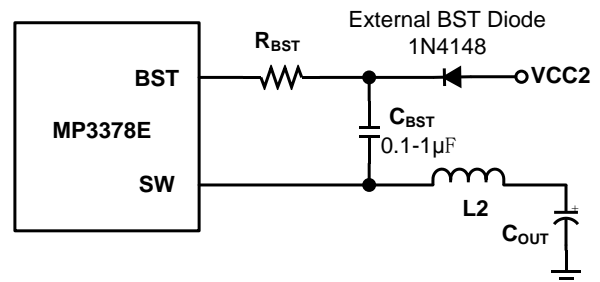 External BST Diode
1N4148
RBST
BST
VCC2
MP3378E
CBST
0.1-1µF
SW
L2
COUT
+